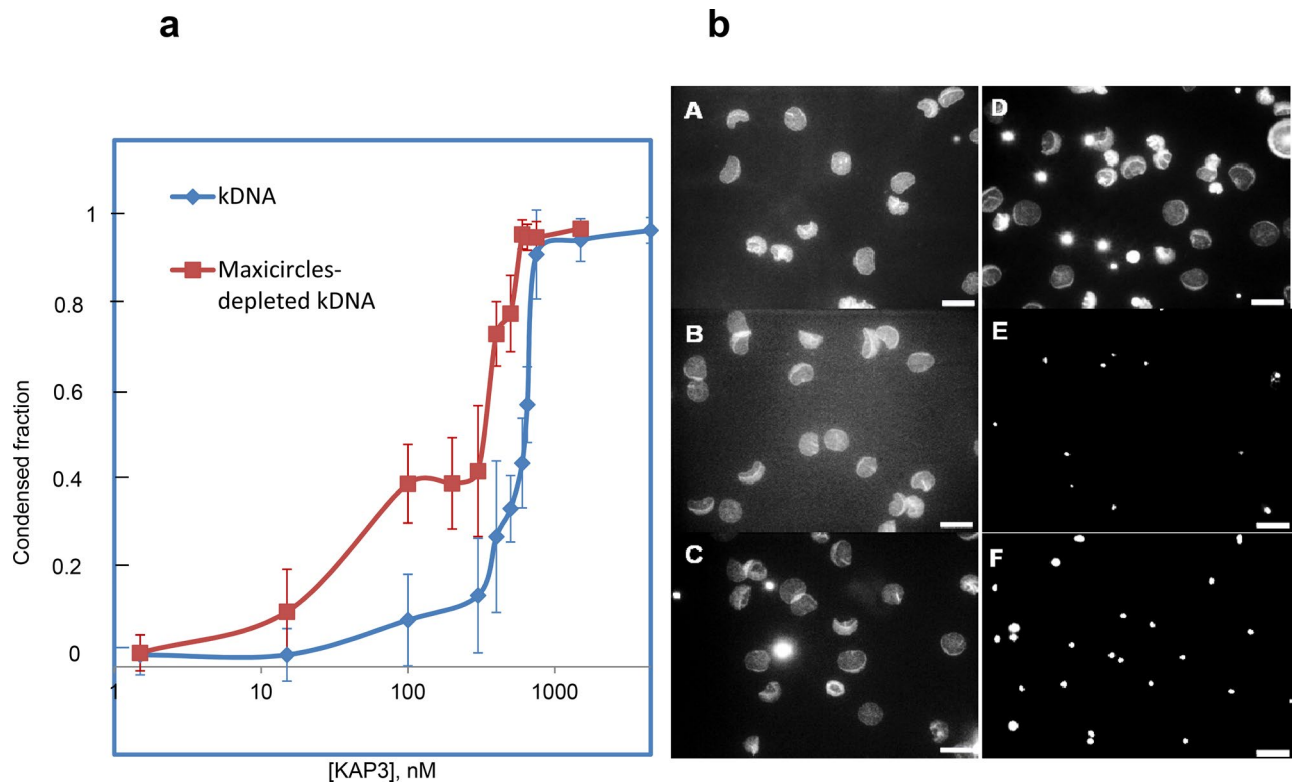 a
b
kDNA
Maxicircles-
depleted kDNA
Condensed fraction
1
0.8
0.6
0.4
0.2
0
1
10
100
1000
[KAP3], nM
A
D
B
E
C
F